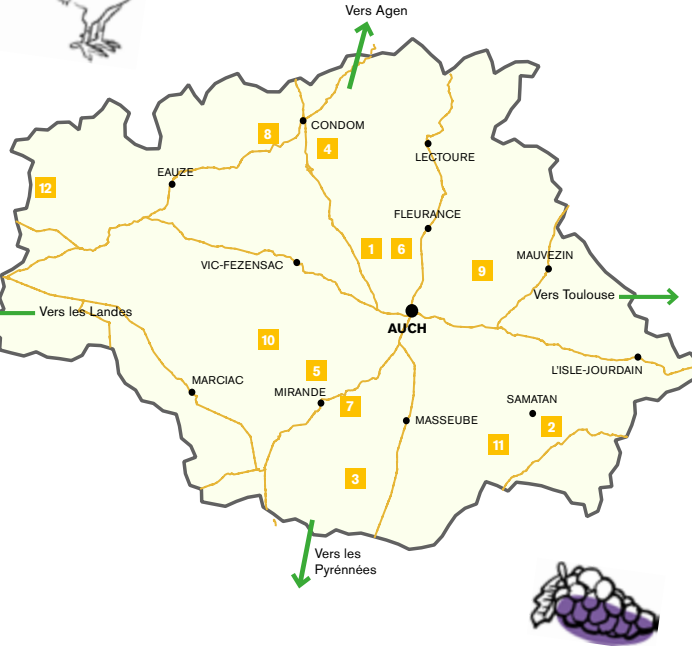 Vers Agen
CONDOM
8
4
LECTOURE
EAUZE
12
FLEURANCE
1
6
MAUVEZIN
VIC-FEZENSAC
9
Vers Toulouse
Vers les Landes
AUCH
10
L'ISLE-JOURDAIN
5
MARCIAC
MIRANDE
7
SAMATAN
MASSEUBE
2
11
3
Vers les
Pyrénnées